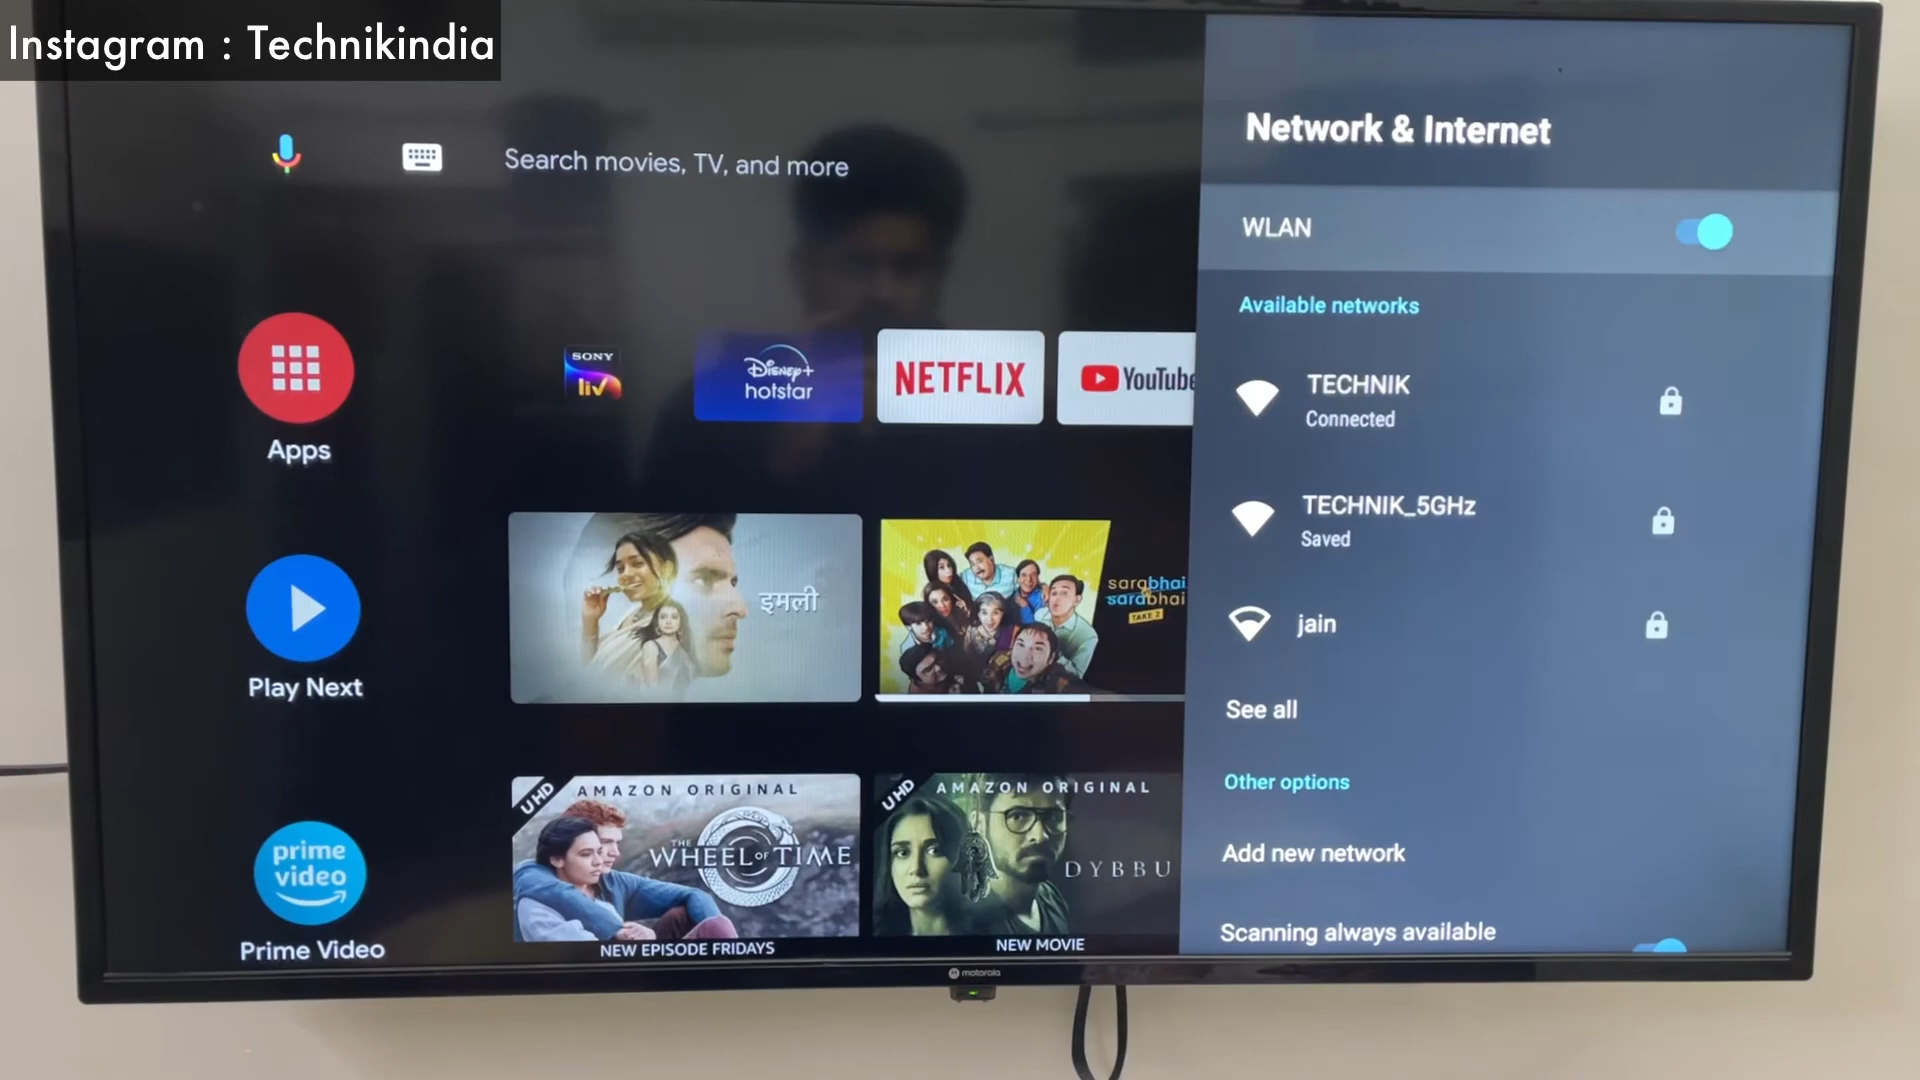 Instagram : Technikindia
Search movies, TV, and more
Network & Internet
WLAN
Available networks
TECHNIK
Connected
TECHNIK_5GHz
Saved
jain
See all
Other options
Add new network
Scanning always available
Apps
SONY
liv
Disney+
hotstar
NETFLIX
YouTube
Play Next
इमली
sarabhai
sarabhai
TAKE 2
prime
video
Prime Video
UHD
AMAZON ORIGINAL
THE
WHEEL OF TIME
NEW EPISODE FRIDAYS
UHD
AMAZON ORIGINAL
DYBBU
NEW MOVIE
motorola